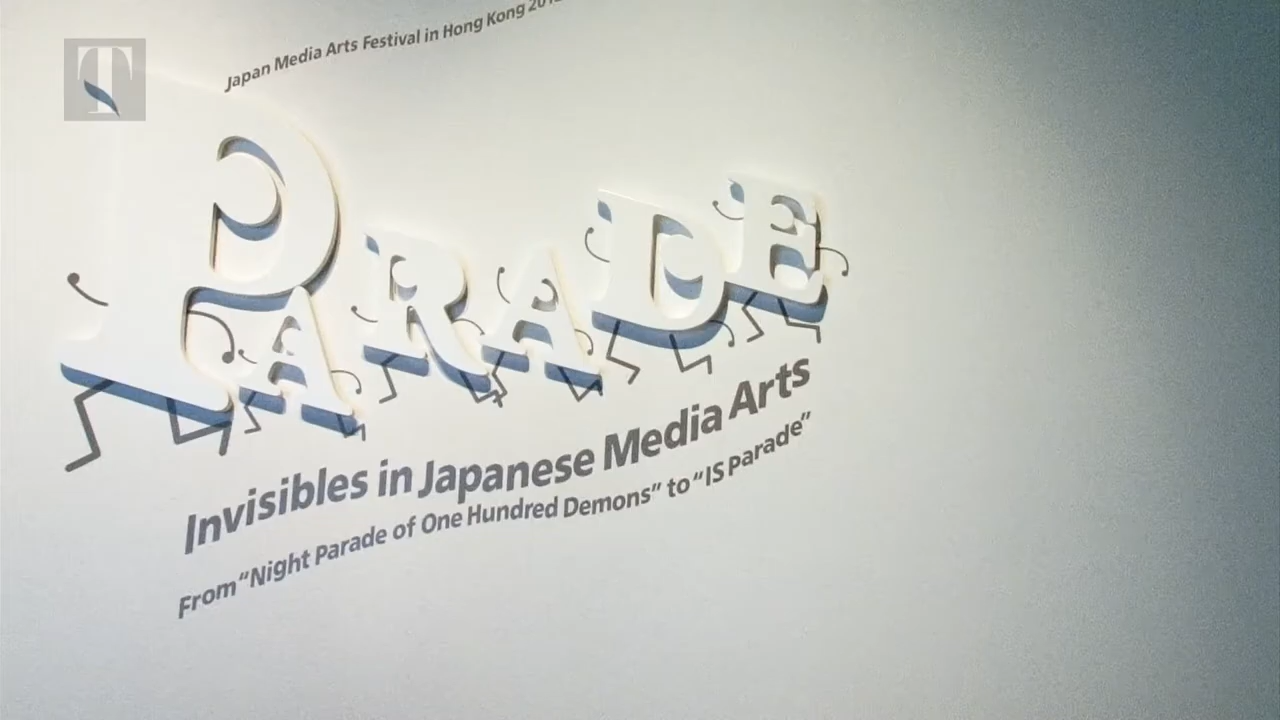 T
Japan Media Arts Festival in Hong Kong
PARADE
Invisibles in Japanese Media Arts
From “Night Parade of One Hundred Demons” to “IS Parade”